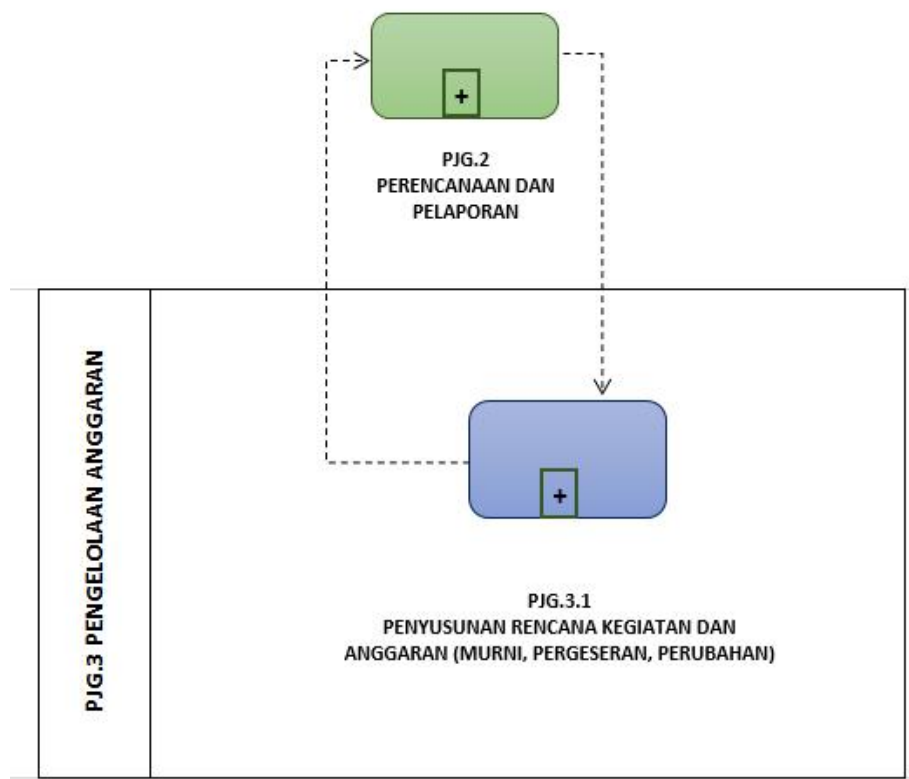 +
PJG.2
PERENCANAAN DAN
PELAPORAN
PJG.3 PENGELOLAAN ANGGARAN
+
PJG.3.1
PENYUSUNAN RENCANA KEGIATAN DAN
ANGGARAN (MURNI, PERGESERAN, PERUBAHAN)